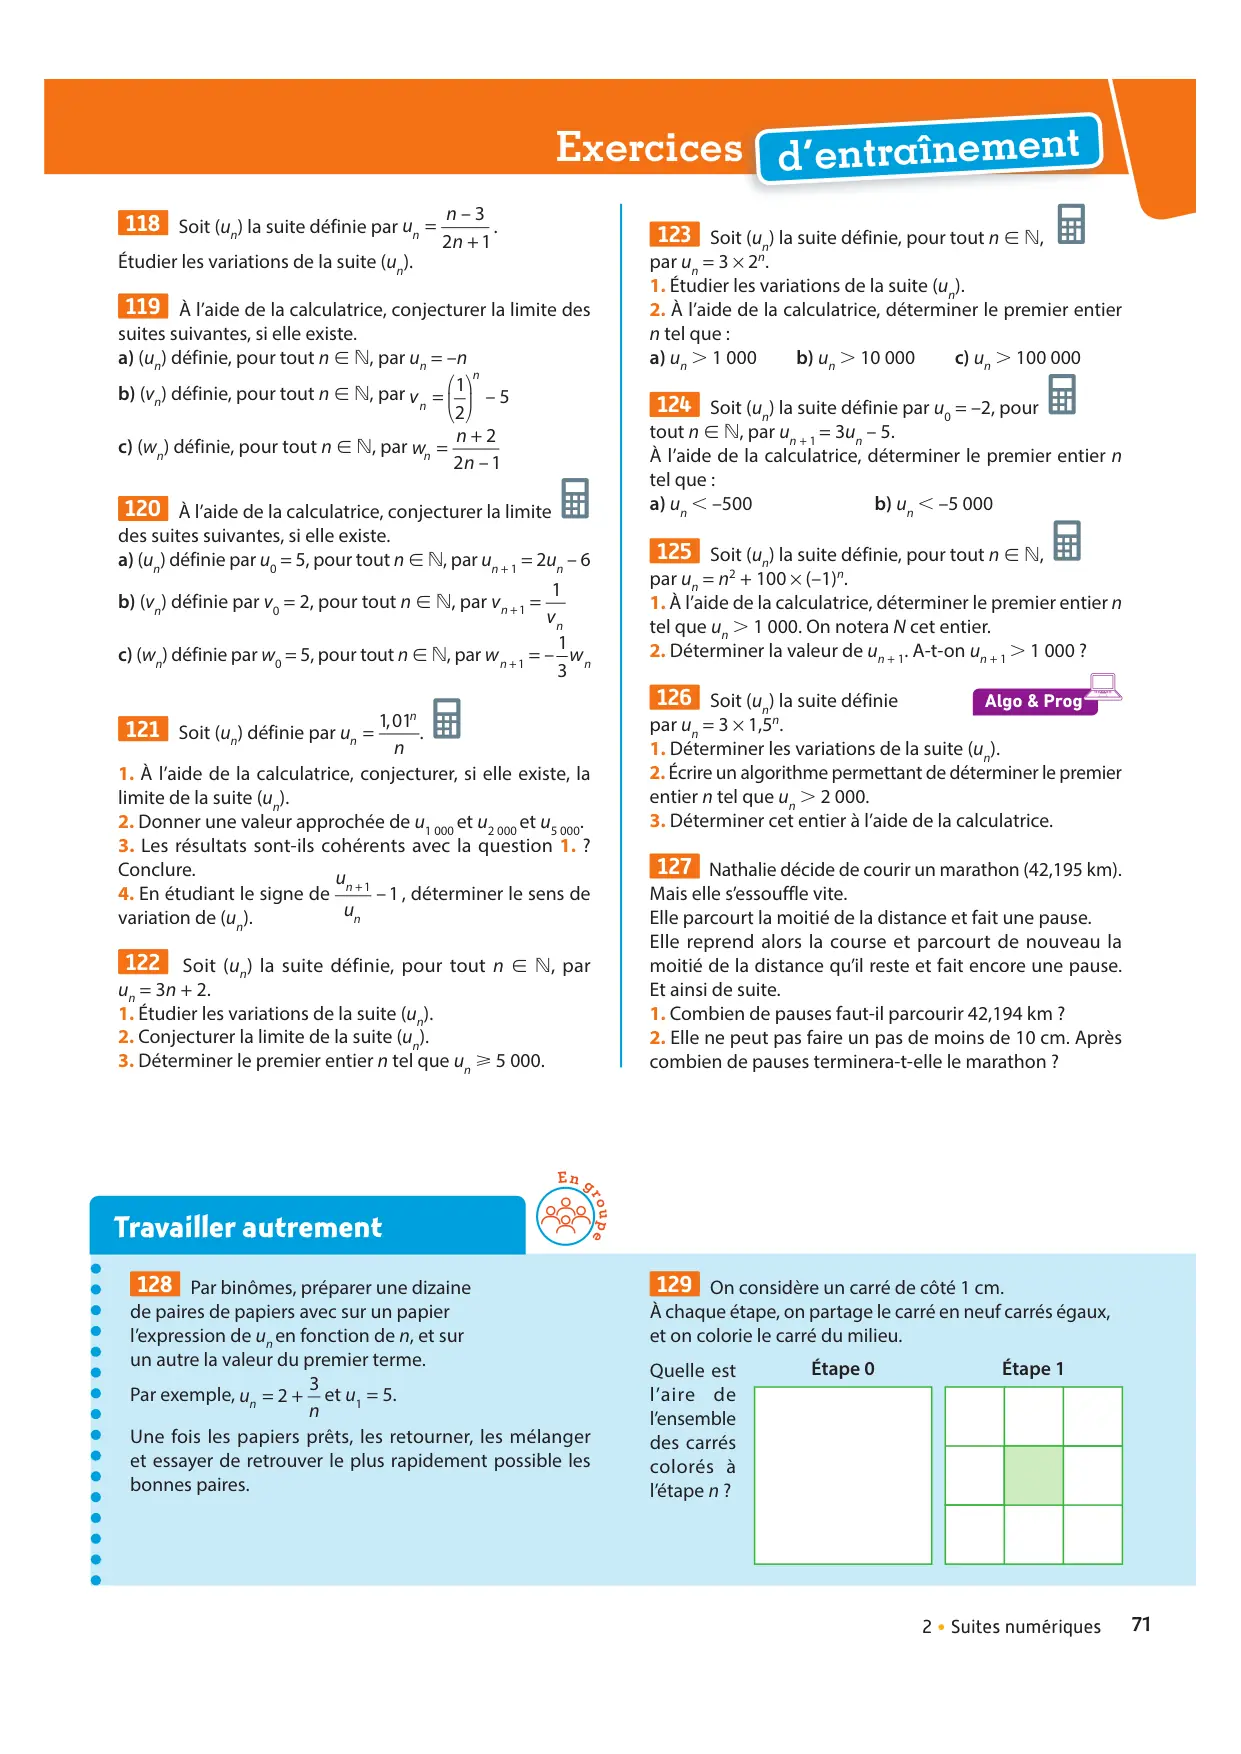 Exercices d’entraînement
118 Soit (uₙ) la suite définie par uₙ = (n – 3)/(2n + 1).
Étudier les variations de la suite (uₙ).
119 À l’aide de la calculatrice, conjecturer la limite des
suites suivantes, si elle existe.
a) (uₙ) définie, pour tout n ∈ ℕ, par uₙ = –n
b) (vₙ) définie, pour tout n ∈ ℕ, par vₙ = (1/2)ⁿ – 5
c) (wₙ) définie, pour tout n ∈ ℕ, par wₙ = (n + 2)/(2n – 1)
120 À l’aide de la calculatrice, conjecturer la limite
des suites suivantes, si elle existe.
a) (uₙ) définie par u₀ = 5, pour tout n ∈ ℕ, par uₙ₊₁ = 2uₙ – 6
b) (vₙ) définie par v₀ = 2, pour tout n ∈ ℕ, par vₙ₊₁ = 1/vₙ
c) (wₙ) définie par w₀ = 5, pour tout n ∈ ℕ, par wₙ₊₁ = –1/3 wₙ
121 Soit (uₙ) définie par uₙ = 1,01ⁿ/n.
1. À l’aide de la calculatrice, conjecturer, si elle existe, la
limite de la suite (uₙ).
2. Donner une valeur approchée de u₁ ₀₀₀ et u₂ ₀₀₀ et u₅ ₀₀₀.
3. Les résultats sont-ils cohérents avec la question 1. ?
Conclure.
4. En étudiant le signe de uₙ₊₁/uₙ – 1, déterminer le sens de
variation de (uₙ).
122 Soit (uₙ) la suite définie, pour tout n ∈ ℕ, par
uₙ = 3n + 2.
1. Étudier les variations de la suite (uₙ).
2. Conjecturer la limite de la suite (uₙ).
3. Déterminer le premier entier n tel que uₙ ⩾ 5 000.
123 Soit (uₙ) la suite définie, pour tout n ∈ ℕ,
par uₙ = 3 × 2ⁿ.
1. Étudier les variations de la suite (uₙ).
2. À l’aide de la calculatrice, déterminer le premier entier
n tel que :
a) uₙ > 1 000 b) uₙ > 10 000 c) uₙ > 100 000
124 Soit (uₙ) la suite définie par u₀ = –2, pour
tout n ∈ ℕ, par uₙ₊₁ = 3uₙ – 5.
À l’aide de la calculatrice, déterminer le premier entier n
tel que :
a) uₙ < –500 b) uₙ < –5 000
125 Soit (uₙ) la suite définie, pour tout n ∈ ℕ,
par uₙ = n² + 100 × (–1)ⁿ.
1. À l’aide de la calculatrice, déterminer le premier entier n
tel que uₙ > 1 000. On notera N cet entier.
2. Déterminer la valeur de uₙ₊₁. A-t-on uₙ₊₁ > 1 000 ?
126 Soit (uₙ) la suite définie Algo & Prog
par uₙ = 3 × 1,5ⁿ.
1. Déterminer les variations de la suite (uₙ).
2. Écrire un algorithme permettant de déterminer le premier
entier n tel que uₙ > 2 000.
3. Déterminer cet entier à l’aide de la calculatrice.
127 Nathalie décide de courir un marathon (42,195 km).
Mais elle s’essouffle vite.
Elle parcourt la moitié de la distance et fait une pause.
Elle reprend alors la course et parcourt de nouveau la
moitié de la distance qu’il reste et fait encore une pause.
Et ainsi de suite.
1. Combien de pauses faut-il parcourir 42,194 km ?
2. Elle ne peut pas faire un pas de moins de 10 cm. Après
combien de pauses terminera-t-elle le marathon ?
Travailler autrement
En groupe
128 Par binômes, préparer une dizaine
de paires de papiers avec sur un papier
l’expression de uₙ en fonction de n, et sur
un autre la valeur du premier terme.
Par exemple, uₙ = 2 + 3/n et u₁ = 5.
Une fois les papiers prêts, les retourner, les mélanger
et essayer de retrouver le plus rapidement possible les
bonnes paires.
129 On considère un carré de côté 1 cm.
À chaque étape, on partage le carré en neuf carrés égaux,
et on colorie le carré du milieu.
Quelle est
l’aire de
l’ensemble
des carrés
colorés à
l’étape n ?
Étape 0 Étape 1
2 • Suites numériques 71